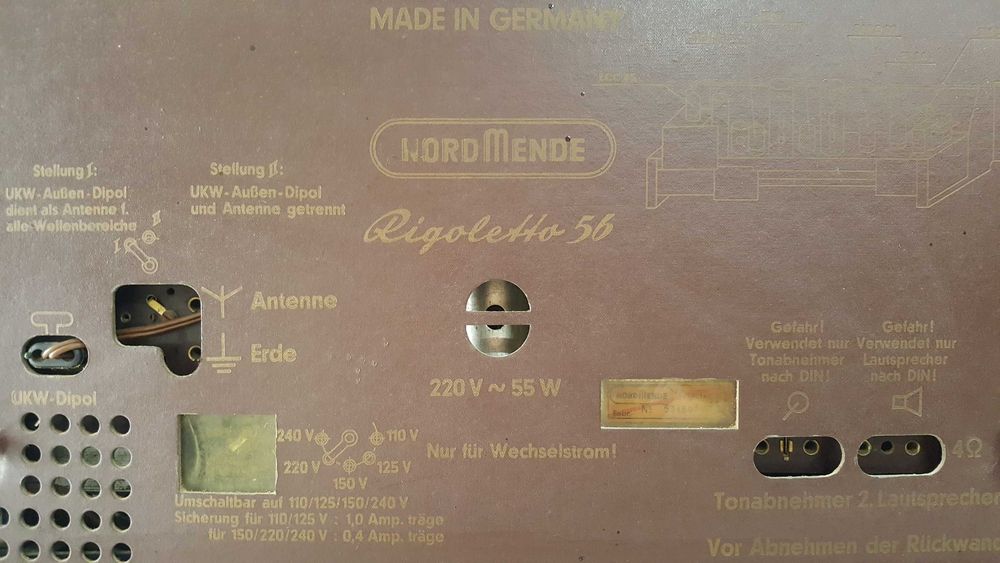 MADE IN GERMANY
NORDMENDE
Rigoletto 56
Stellung I:
UKW-Außen-Dipol
dient als Antenne f.
alle Wellenbereiche
Stellung II:
UKW-Außen-Dipol
und Antenne getrennt
I
II
Antenne
Erde
UKW-Dipol
220 V ~ 55 W
Nur für Wechselstrom!
NORDMENDE
240 V
110 V
220 V
125 V
150 V
Umschaltbar auf 110/125/150/240 V
Sicherung für 110/125 V : 1,0 Amp. träge
für 150/220/240 V : 0,4 Amp. träge
Gefahr!
Verwendet nur
Tonabnehmer
nach DIN!
Gefahr!
Verwendet nur
Lautsprecher
nach DIN!
4Ω
Tonabnehmer 2. Lautsprecher
Vor Abnehmen der Rückwand